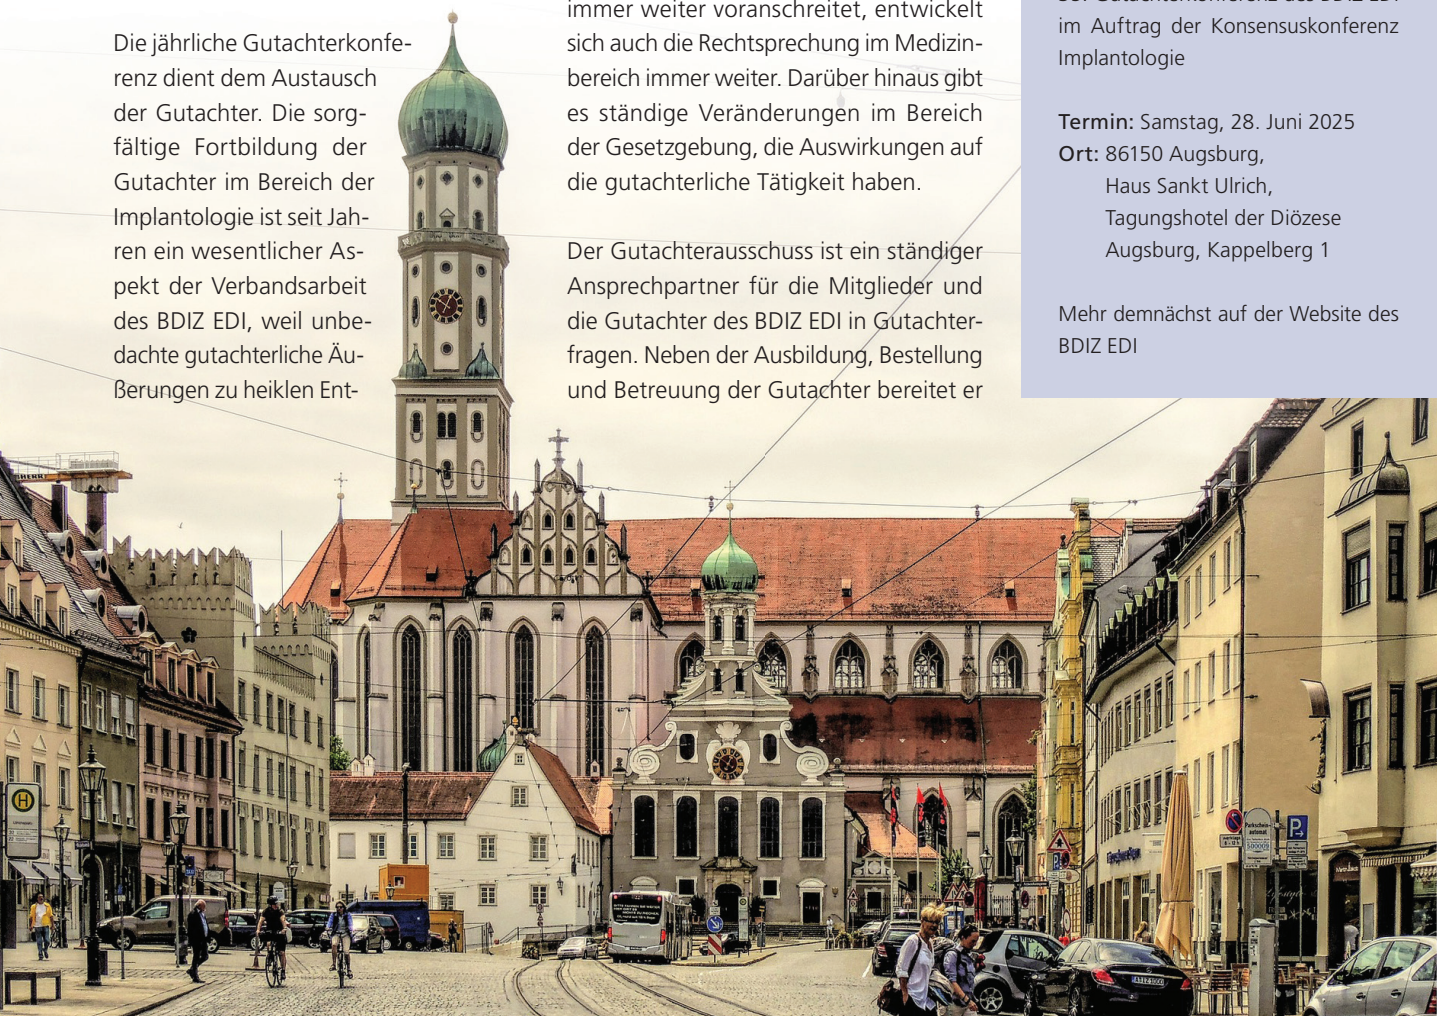 Die jährliche Gutachterkonfe-
renz dient dem Austausch
der Gutachter. Die sorg-
fältige Fortbildung der
Gutachter im Bereich der
Implantologie ist seit Jah-
ren ein wesentlicher As-
pekt der Verbandsarbeit
des BDIZ EDI, weil unbe-
dachte gutachterliche Äu-
ßerungen zu heiklen Ent-
immer weiter voranschreitet, entwickelt
sich auch die Rechtsprechung im Medizin-
bereich immer weiter. Darüber hinaus gibt
es ständige Veränderungen im Bereich
der Gesetzgebung, die Auswirkungen auf
die gutachterliche Tätigkeit haben.
Der Gutachterausschuss ist ein ständiger
Ansprechpartner für die Mitglieder und
die Gutachter des BDIZ EDI in Gutachter-
fragen. Neben der Ausbildung, Bestellung
und Betreuung der Gutachter bereitet er
im Auftrag der Konsensuskonferenz
Implantologie
Termin: Samstag, 28. Juni 2025
Ort: 86150 Augsburg,
Haus Sankt Ulrich,
Tagungshotel der Diözese
Augsburg, Kappelberg 1
Mehr demnächst auf der Website des
BDIZ EDI
H
Parkschein-
automat
P